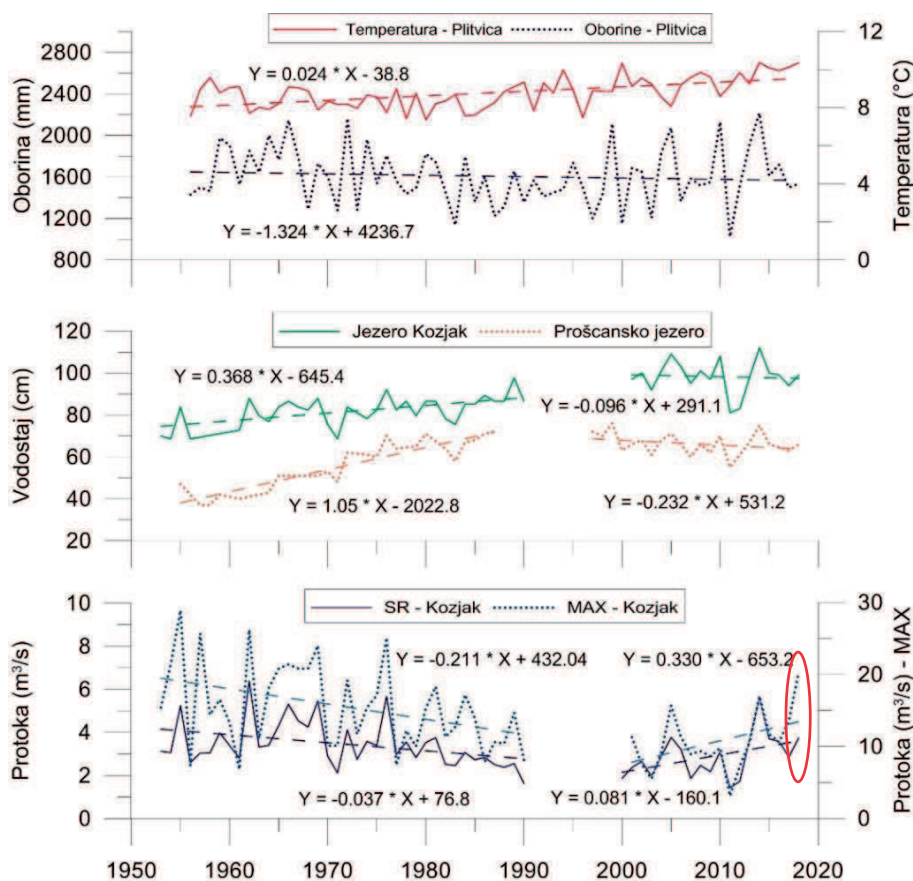 Temperatura - Plitvica
Oborine - Plitvica
Oborina (mm)
2800
2400
2000
1600
1200
800
Temperatura (°C)
12
8
4
0
Y = 0.024 * X - 38.8
Y = -1.324 * X + 4236.7
Jezero Kozjak
Prošcansko jezero
Vodostaj (cm)
120
100
80
60
40
20
Y = 0.368 * X - 645.4
Y = -0.096 * X + 291.1
Y = 1.05 * X - 2022.8
Y = -0.232 * X + 531.2
SR - Kozjak
MAX - Kozjak
Protoka (m³/s)
10
8
6
4
2
0
Protoka (m³/s) - MAX
30
20
10
0
Y = -0.211 * X + 432.04
Y = 0.330 * X - 653.2
Y = -0.037 * X + 76.8
Y = 0.081 * X - 160.1
1950 1960 1970 1980 1990 2000 2010 2020